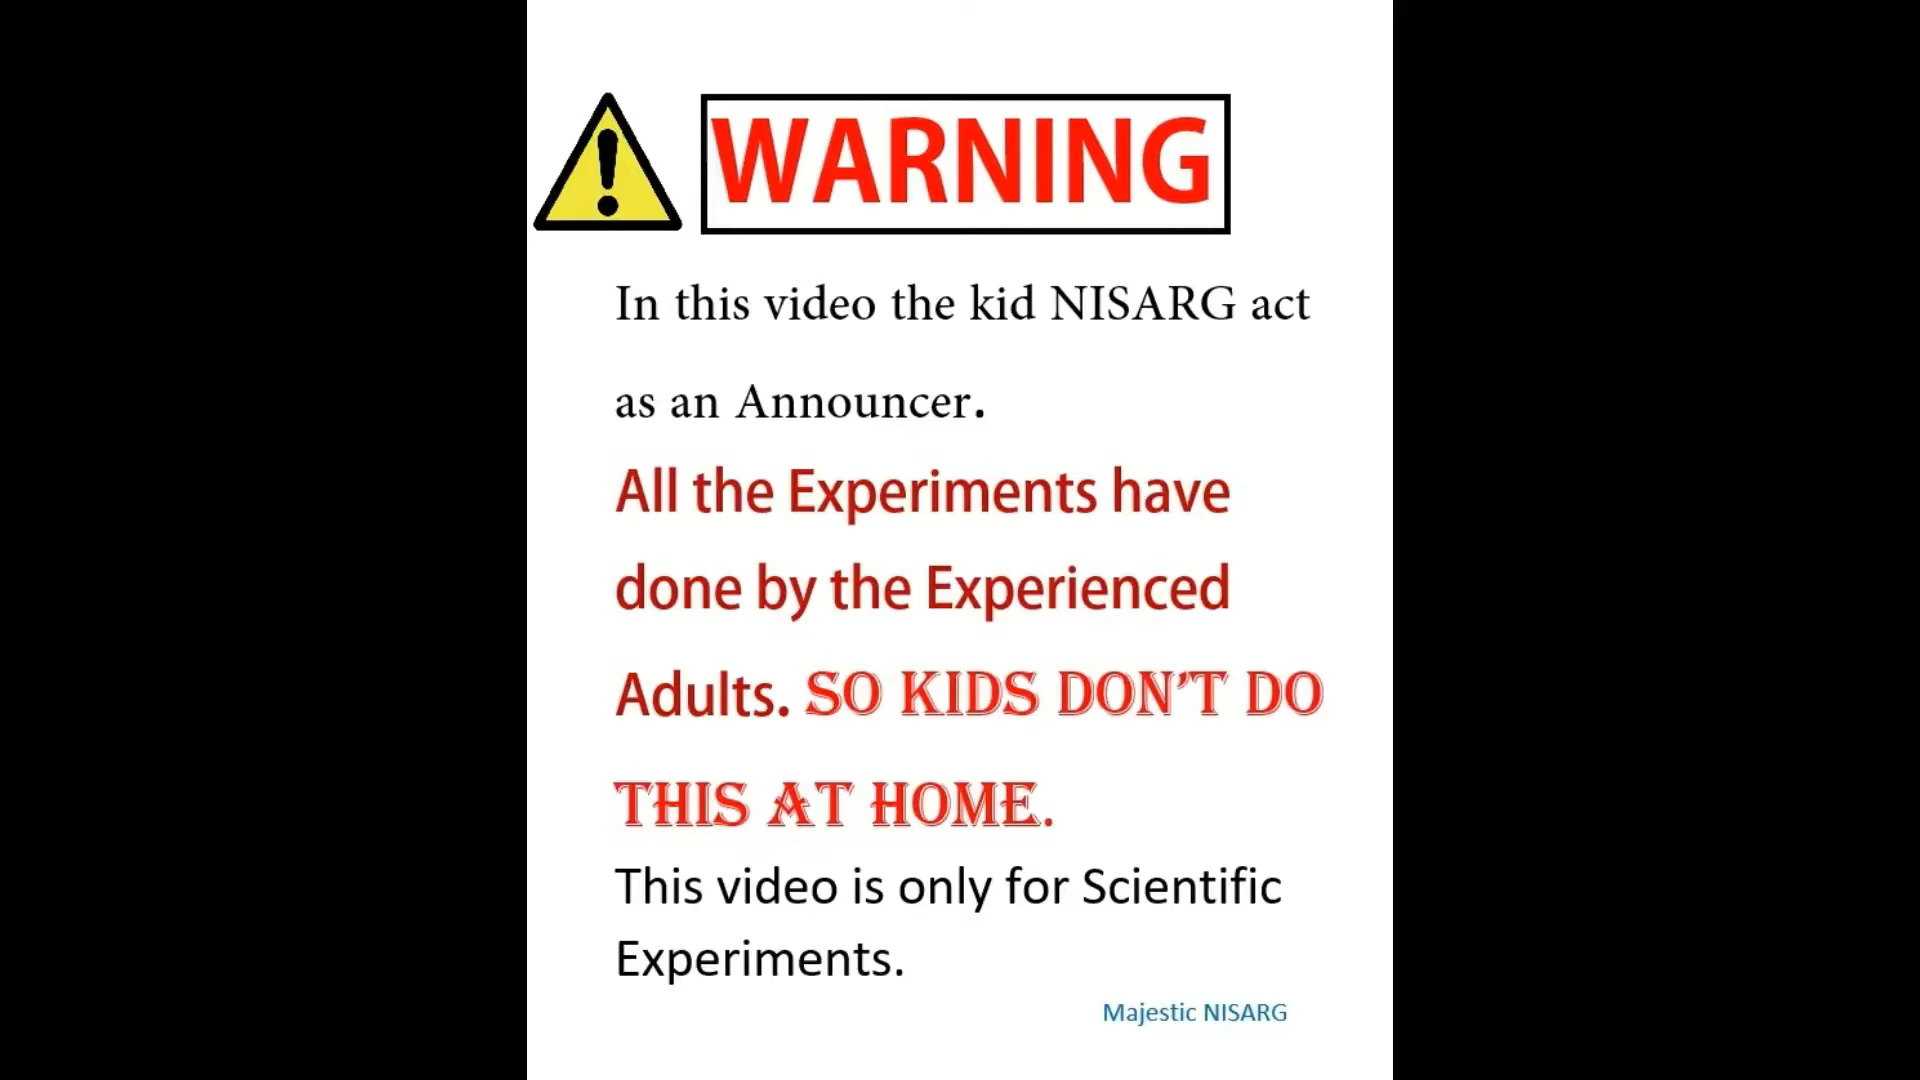 WARNING
In this video the kid NISARG act
as an Announcer.
All the Experiments have
done by the Experienced
Adults. SO KIDS DON'T DO
THIS AT HOME.
This video is only for Scientific
Experiments.
Majestic NISARG